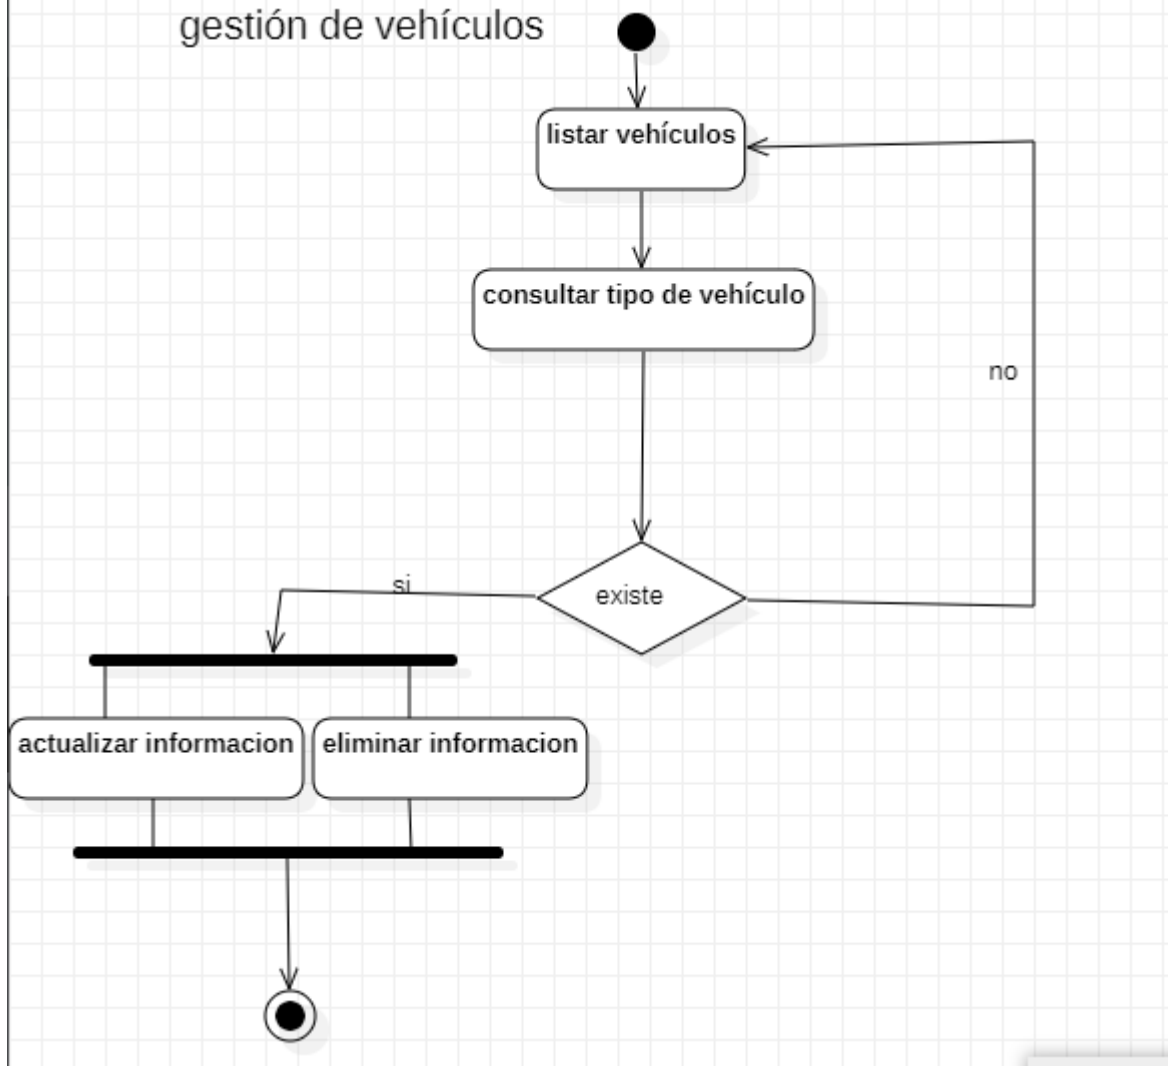 gestión de vehículos
listar vehículos
consultar tipo de vehículo
no
existe
si
actualizar informacion
eliminar informacion